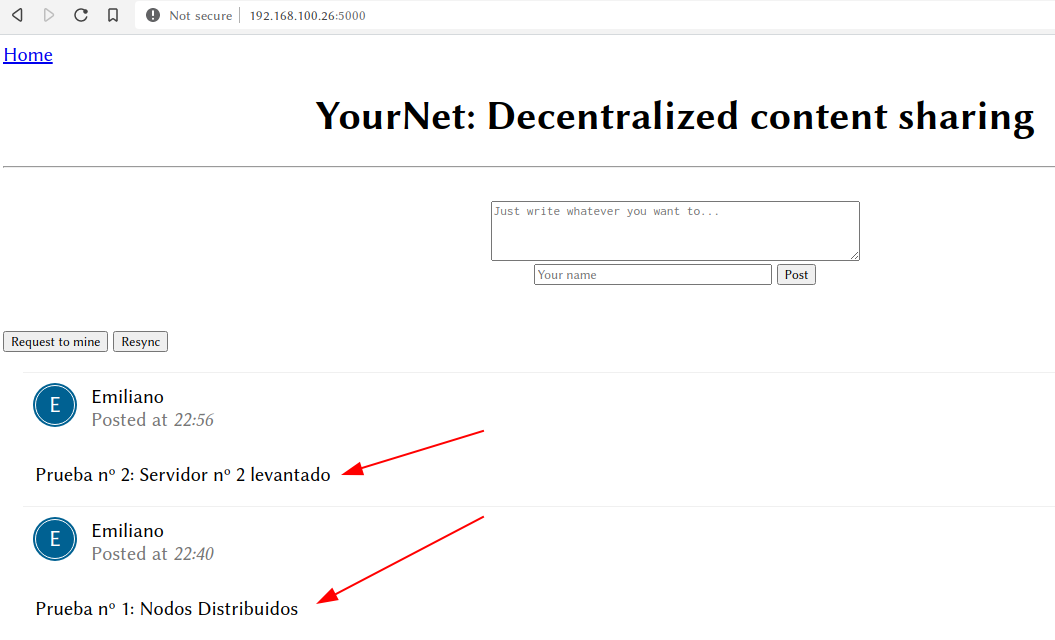 Not secure 192.168.100.26:5000
Home
YourNet: Decentralized content sharing
Just write whatever you want to...
Your name Post
Request to mine Resync
E Emiliano
Posted at 22:56
Prueba nº 2: Servidor nº 2 levantado
E Emiliano
Posted at 22:40
Prueba nº 1: Nodos Distribuidos